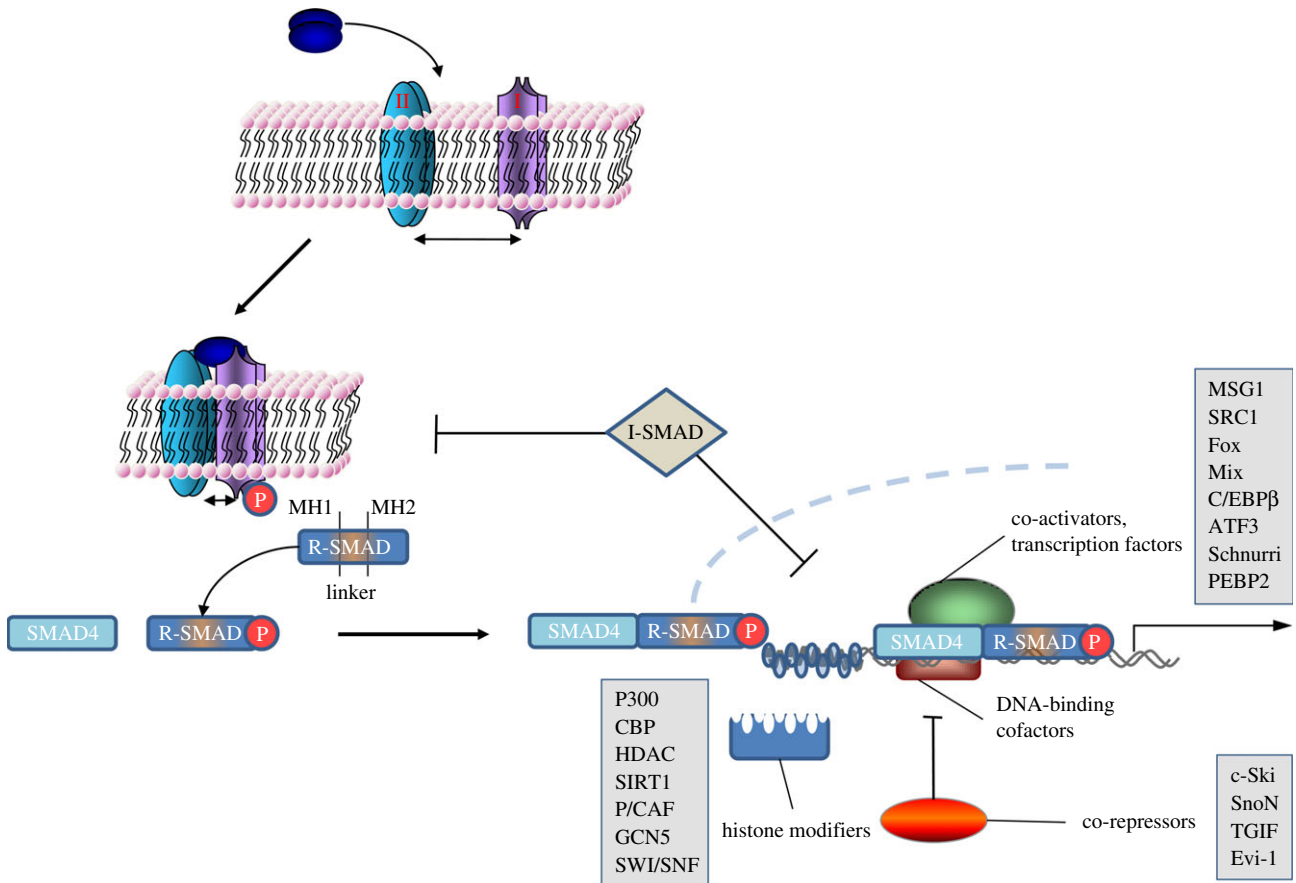 II
I
P
MH1
MH2
R-SMAD
linker
SMAD4
R-SMAD
P
I-SMAD
SMAD4
R-SMAD
P
co-activators,
transcription factors
SMAD4
R-SMAD
P
DNA-binding
cofactors
MSG1
SRC1
Fox
Mix
C/EBPβ
ATF3
Schnurri
PEBP2
P300
CBP
HDAC
SIRT1
P/CAF
GCN5
SWI/SNF
histone modifiers
co-repressors
c-Ski
SnoN
TGIF
Evi-1